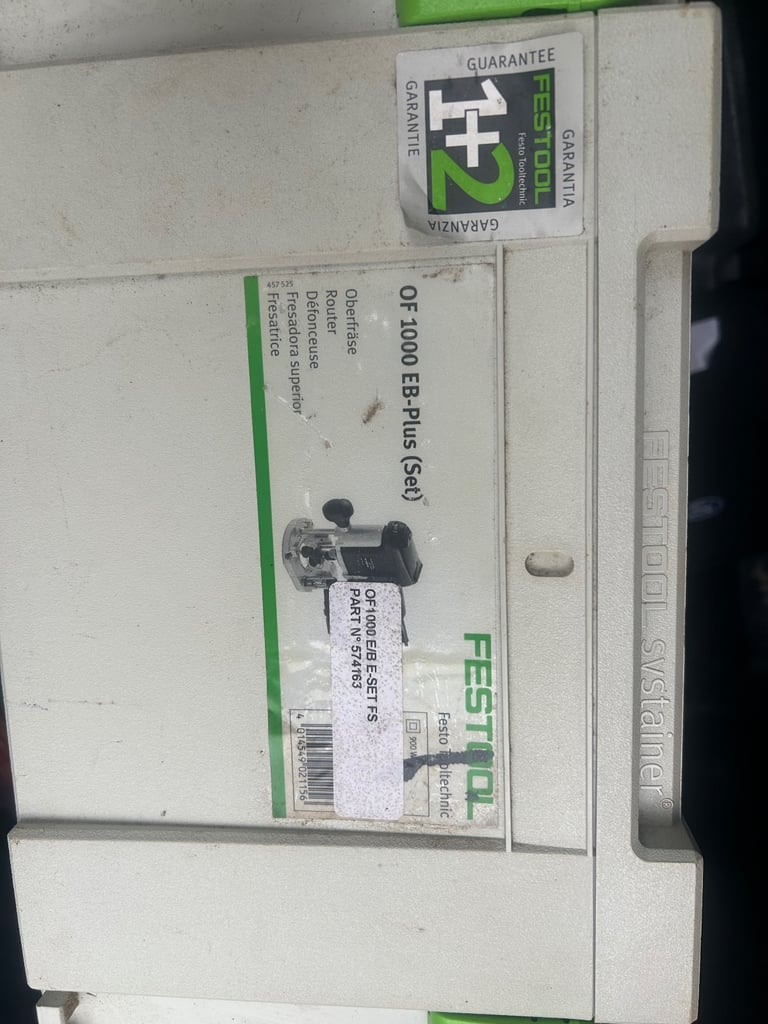 GUARANTEE
GARANTIE
GARANTIA
GARANZIA
FESTOOL
Festo Tooltechnic
1+2
FESTOOL systainer®
OF 1000 EB-Plus (Set)
Oberfräse
Router
Défonceuse
Fresadora superior
Fresatrice
457 525
FESTOOL
Festo Tooltechnic
900 W
OF1000 E/B E-SET FS
PART N° 574163
4 014549 021156